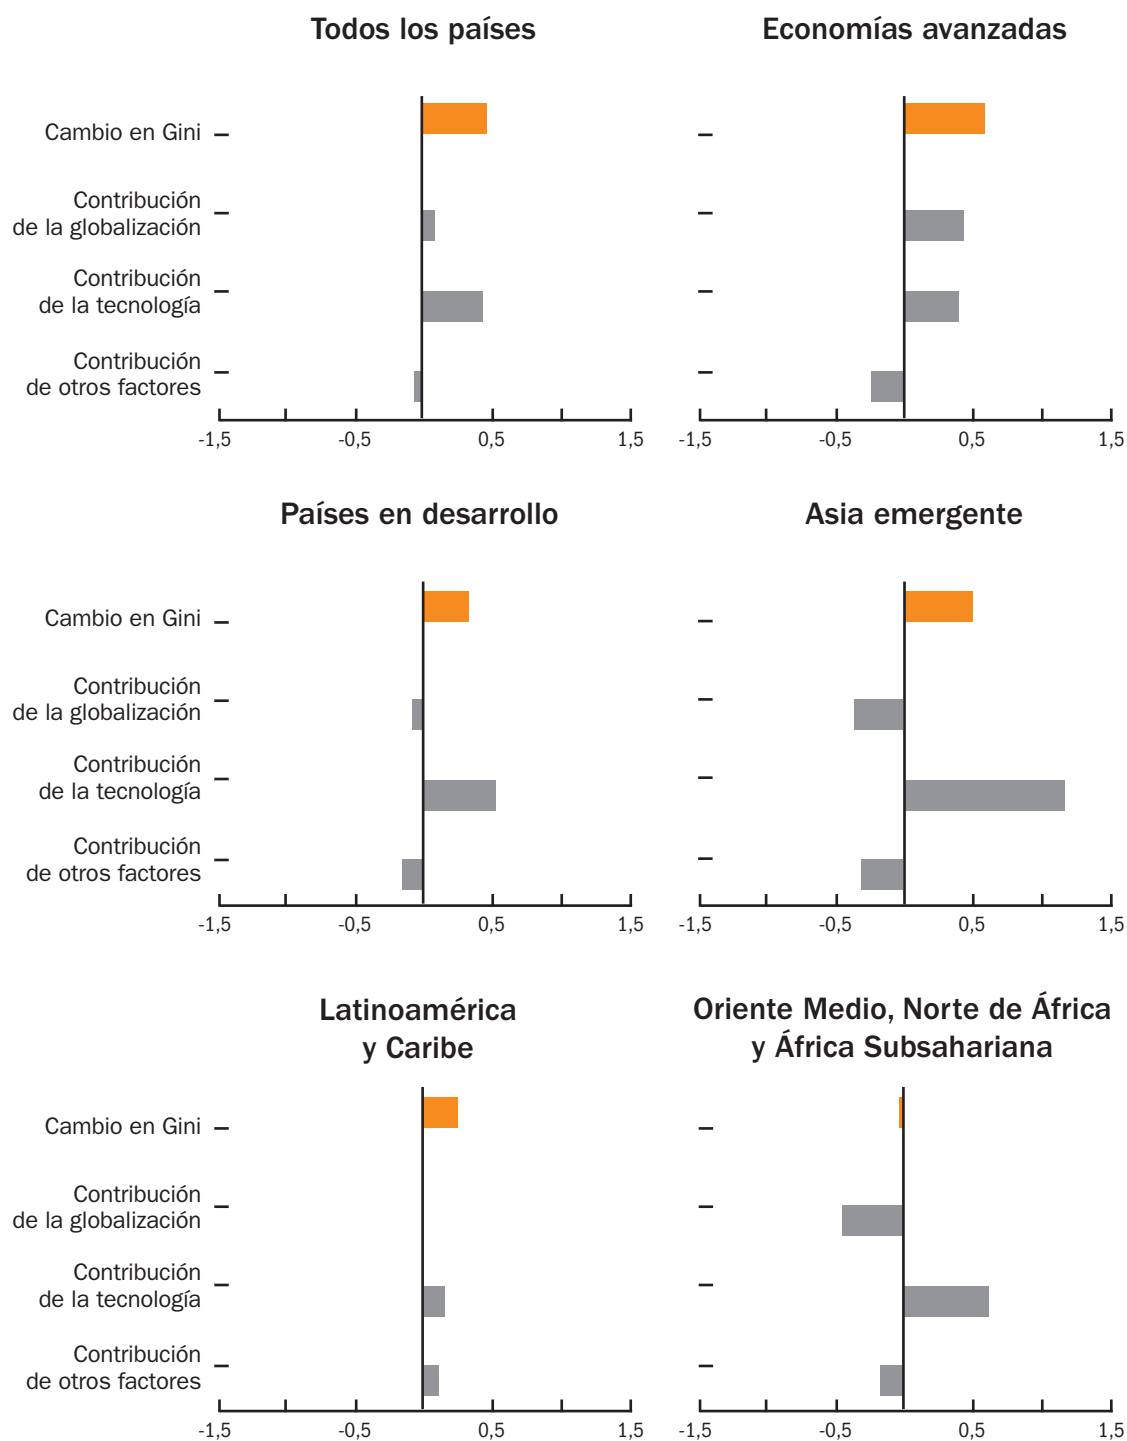 Todos los países
Economías avanzadas
Cambio en Gini
Contribución
de la globalización
Contribución
de la tecnología
Contribución
de otros factores
-1,5 -0,5 0,5 1,5
-1,5 -0,5 0,5 1,5
Países en desarrollo
Asia emergente
Cambio en Gini
Contribución
de la globalización
Contribución
de la tecnología
Contribución
de otros factores
-1,5 -0,5 0,5 1,5
-1,5 -0,5 0,5 1,5
Latinoamérica
y Caribe
Oriente Medio, Norte de África
y África Subsahariana
Cambio en Gini
Contribución
de la globalización
Contribución
de la tecnología
Contribución
de otros factores
-1,5 -0,5 0,5 1,5
-1,5 -0,5 0,5 1,5